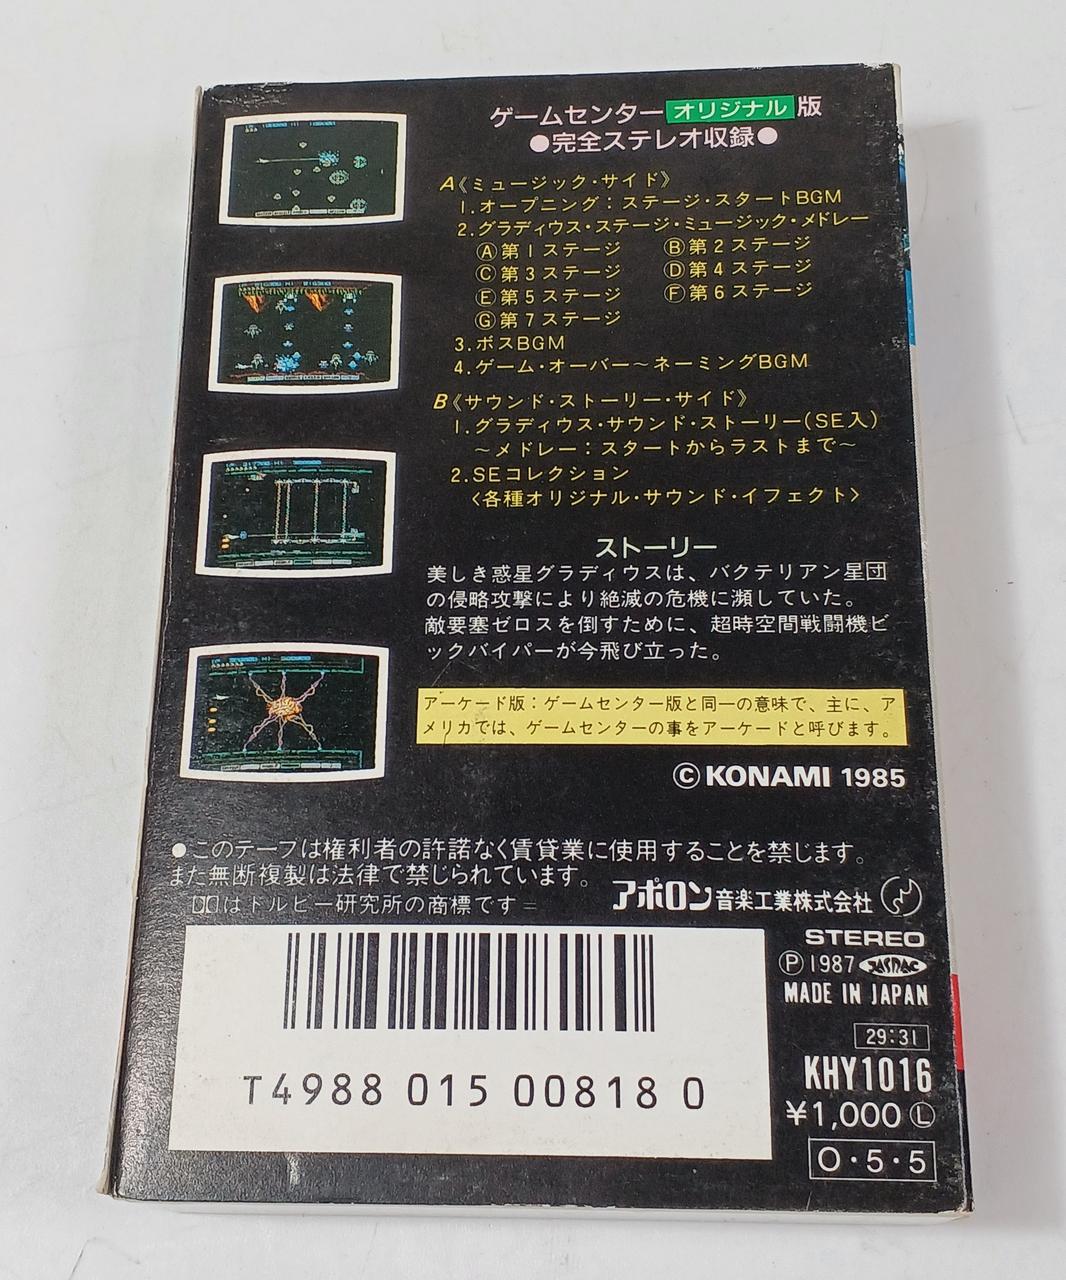 ゲームセンターオリジナル版
●完全ステレオ収録●
A《ミュージック・サイド》
1.オープニング：ステージ・スタートBGM
2.グラディウス・ステージ・ミュージック・メドレー
Ⓐ第1ステージ Ⓑ第2ステージ
Ⓒ第3ステージ Ⓓ第4ステージ
Ⓔ第5ステージ Ⓕ第6ステージ
Ⓖ第7ステージ
3.ボスBGM
4.ゲーム・オーバー〜ネーミングBGM
B《サウンド・ストーリー・サイド》
1.グラディウス・サウンド・ストーリー(SE入)
〜メドレー：スタートからラストまで〜
2.SEコレクション
〈各種オリジナル・サウンド・イフェクト〉
ストーリー
美しき惑星グラディウスは、バクテリアン星団
の侵略攻撃により絶滅の危機に瀕していた。
敵要塞ゼロスを倒すために、超時空間戦闘機ビ
ックバイパーが今飛び立った。
アーケード版：ゲームセンター版と同一の意味で、主に、ア
メリカでは、ゲームセンターの事をアーケードと呼びます。
©KONAMI 1985
●このテープは権利者の許諾なく賃貸業に使用することを禁じます。
また無断複製は法律で禁じられています。
はドルビー研究所の商標です＝
アポロン音楽工業株式会社
STEREO
Ⓟ1987 JASRAC
MADE IN JAPAN
29:31
KHY1016
¥1,000 Ⓛ
O・5・5
T4988 015 00818 0